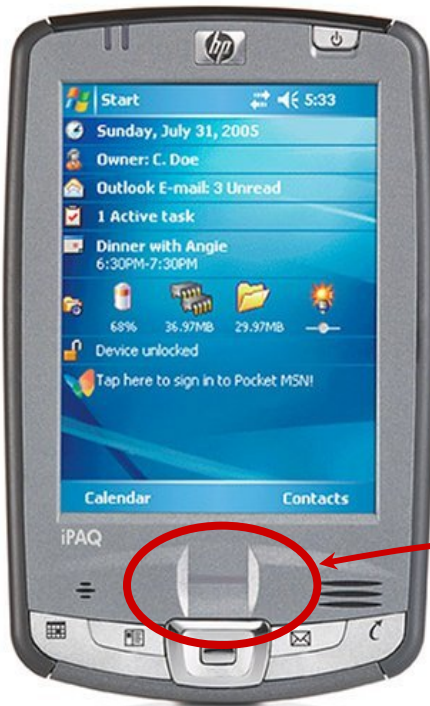 hp
Start 5:33
Sunday, July 31, 2005
Owner: C. Doe
Outlook E-mail: 3 Unread
1 Active task
Dinner with Angie
6:30PM-7:30PM
68% 36.97MB 29.97MB
Device unlocked
Tap here to sign in to Pocket MSN!
Calendar Contacts
iPAQ